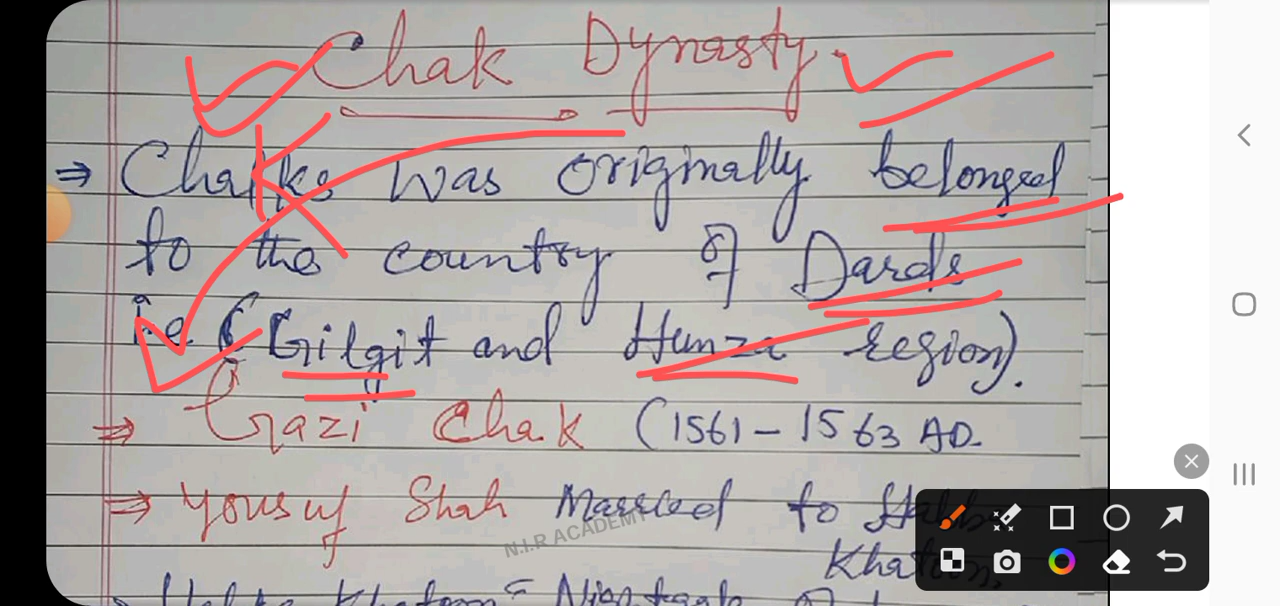 Chak Dynasty
⇒ Chakks was originally belonged
to the country of Dards
i.e (Gilgit and Hunza region).
⇒ Gazi Chak (1561 - 1563 AD.
⇒ Yousuf Shah Married to
Khatoon,
N.I.R ACADEMY
Khatoon